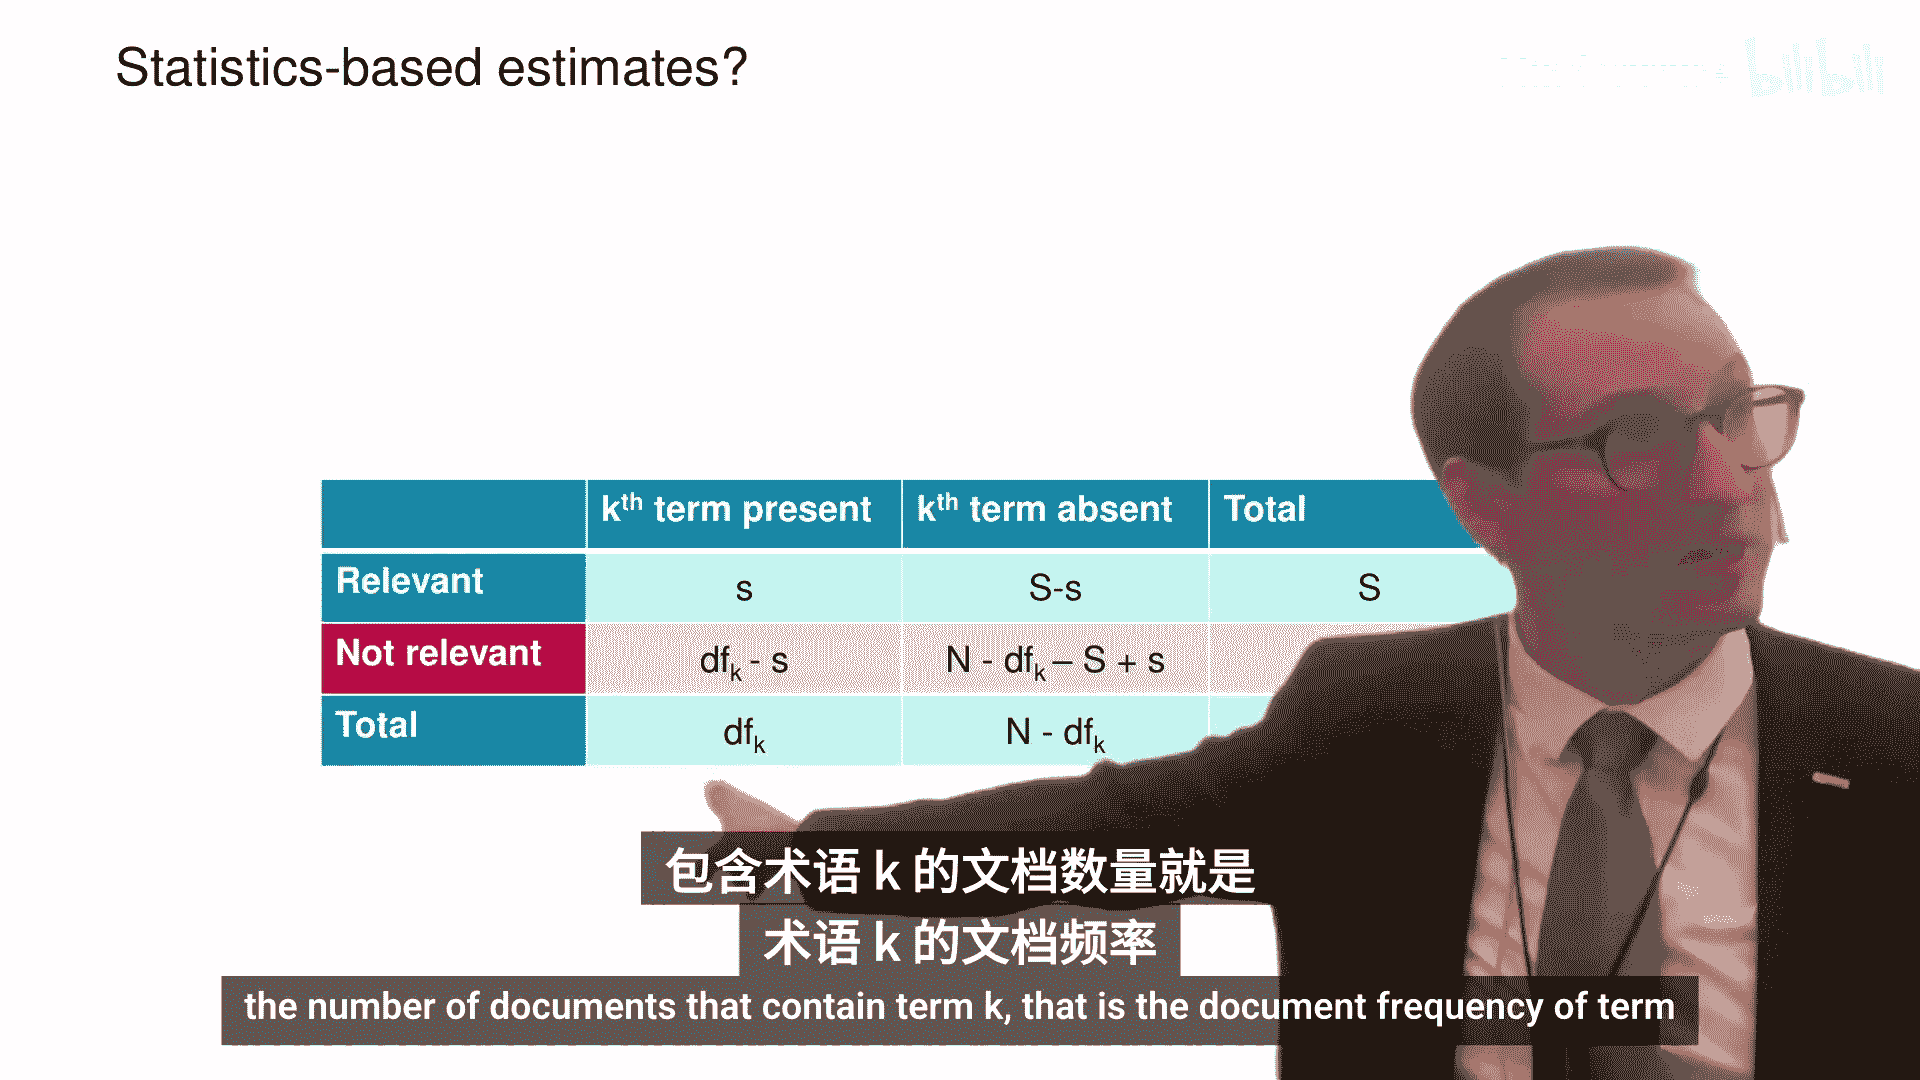 Statistics-based estimates?
bilibili
kth term present kth term absent Total
Relevant s S-s S
Not relevant dfk - s N - dfk – S + s
Total dfk N - dfk
包含术语 k 的文档数量就是
术语 k 的文档频率
the number of documents that contain term k, that is the document frequency of term